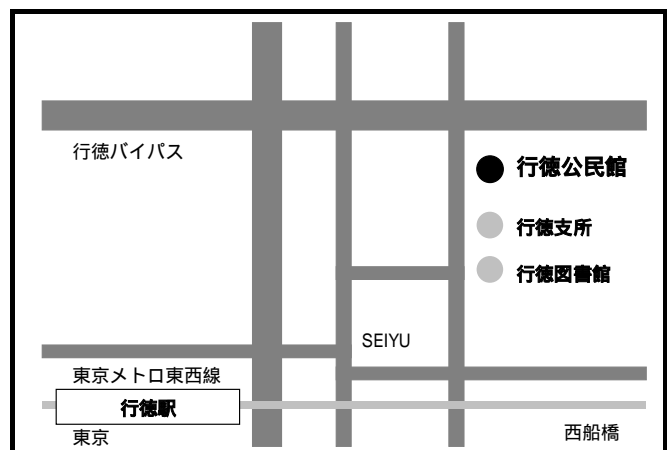 行徳バイパス
行徳公民館
行徳支所
行徳図書館
SEIYU
東京メトロ東西線
行徳駅
東京
西船橋